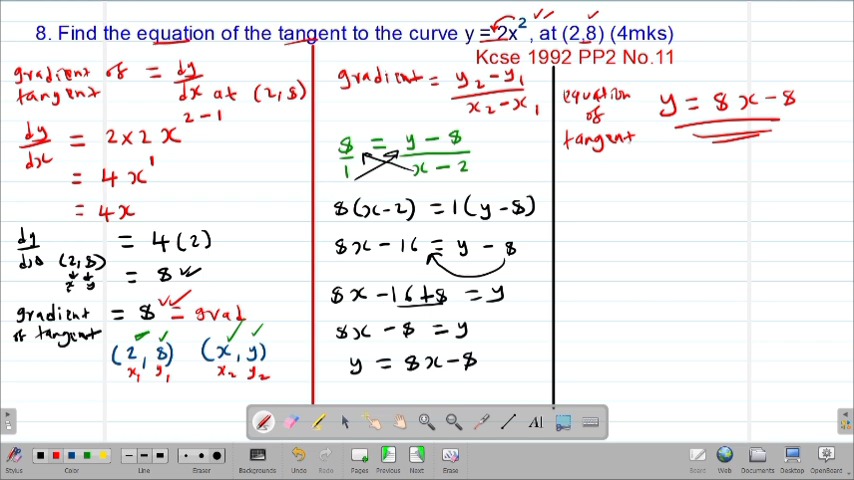 8. Find the equation of the tangent to the curve y = 2x², at (2,8) (4mks)
Kcse 1992 PP2 No.11
gradient of tangent = dy/dx at (2,8)
dy/dx = 2 × 2 x^(2-1)
= 4x¹
= 4x
dy/dx (2,8) = 4(2)
x y
= 8
gradient of tangent = 8 = grad
(2, 8) (x, y)
x₁ y₁ x₂ y₂
gradient = (y₂ - y₁)/(x₂ - x₁)
8/1 = (y - 8)/(x - 2)
8(x-2) = 1(y-8)
8x - 16 = y - 8
8x - 16 + 8 = y
8x - 8 = y
y = 8x - 8
equation of tangent y = 8x - 8
Stylus
Color
Line
Eraser
Backgrounds
Undo
Redo
Page
Previous
Next
Erase
Board
Web
Documents
Desktop
OpenBoard